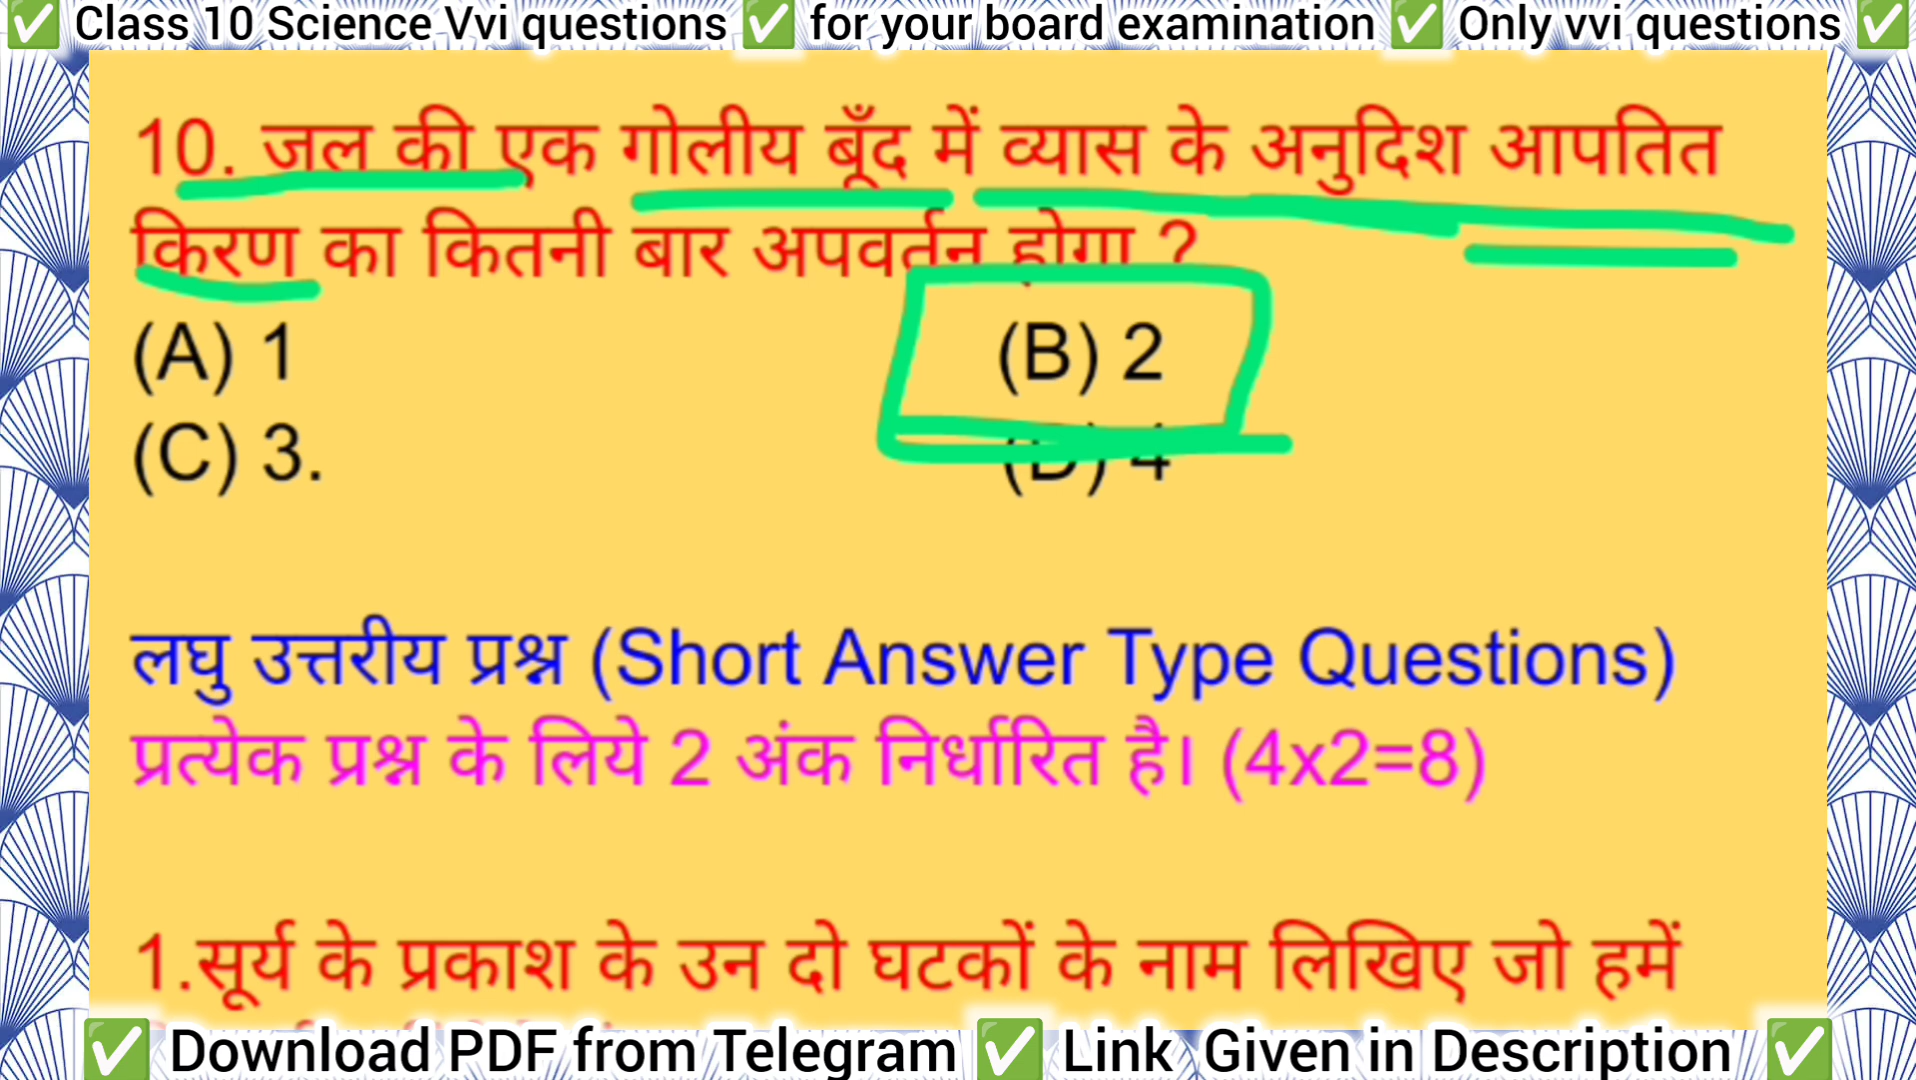 ✅ Class 10 Science Vvi questions ✅ for your board examination ✅ Only vvi questions ✅
10. जल की एक गोलीय बूँद में व्यास के अनुदिश आपतित
किरण का कितनी बार अपवर्तन होगा ?
(A) 1 (B) 2
(C) 3. (D) 4
लघु उत्तरीय प्रश्न (Short Answer Type Questions)
प्रत्येक प्रश्न के लिये 2 अंक निर्धारित है। (4x2=8)
1.सूर्य के प्रकाश के उन दो घटकों के नाम लिखिए जो हमें
✅ Download PDF from Telegram ✅ Link Given in Description ✅